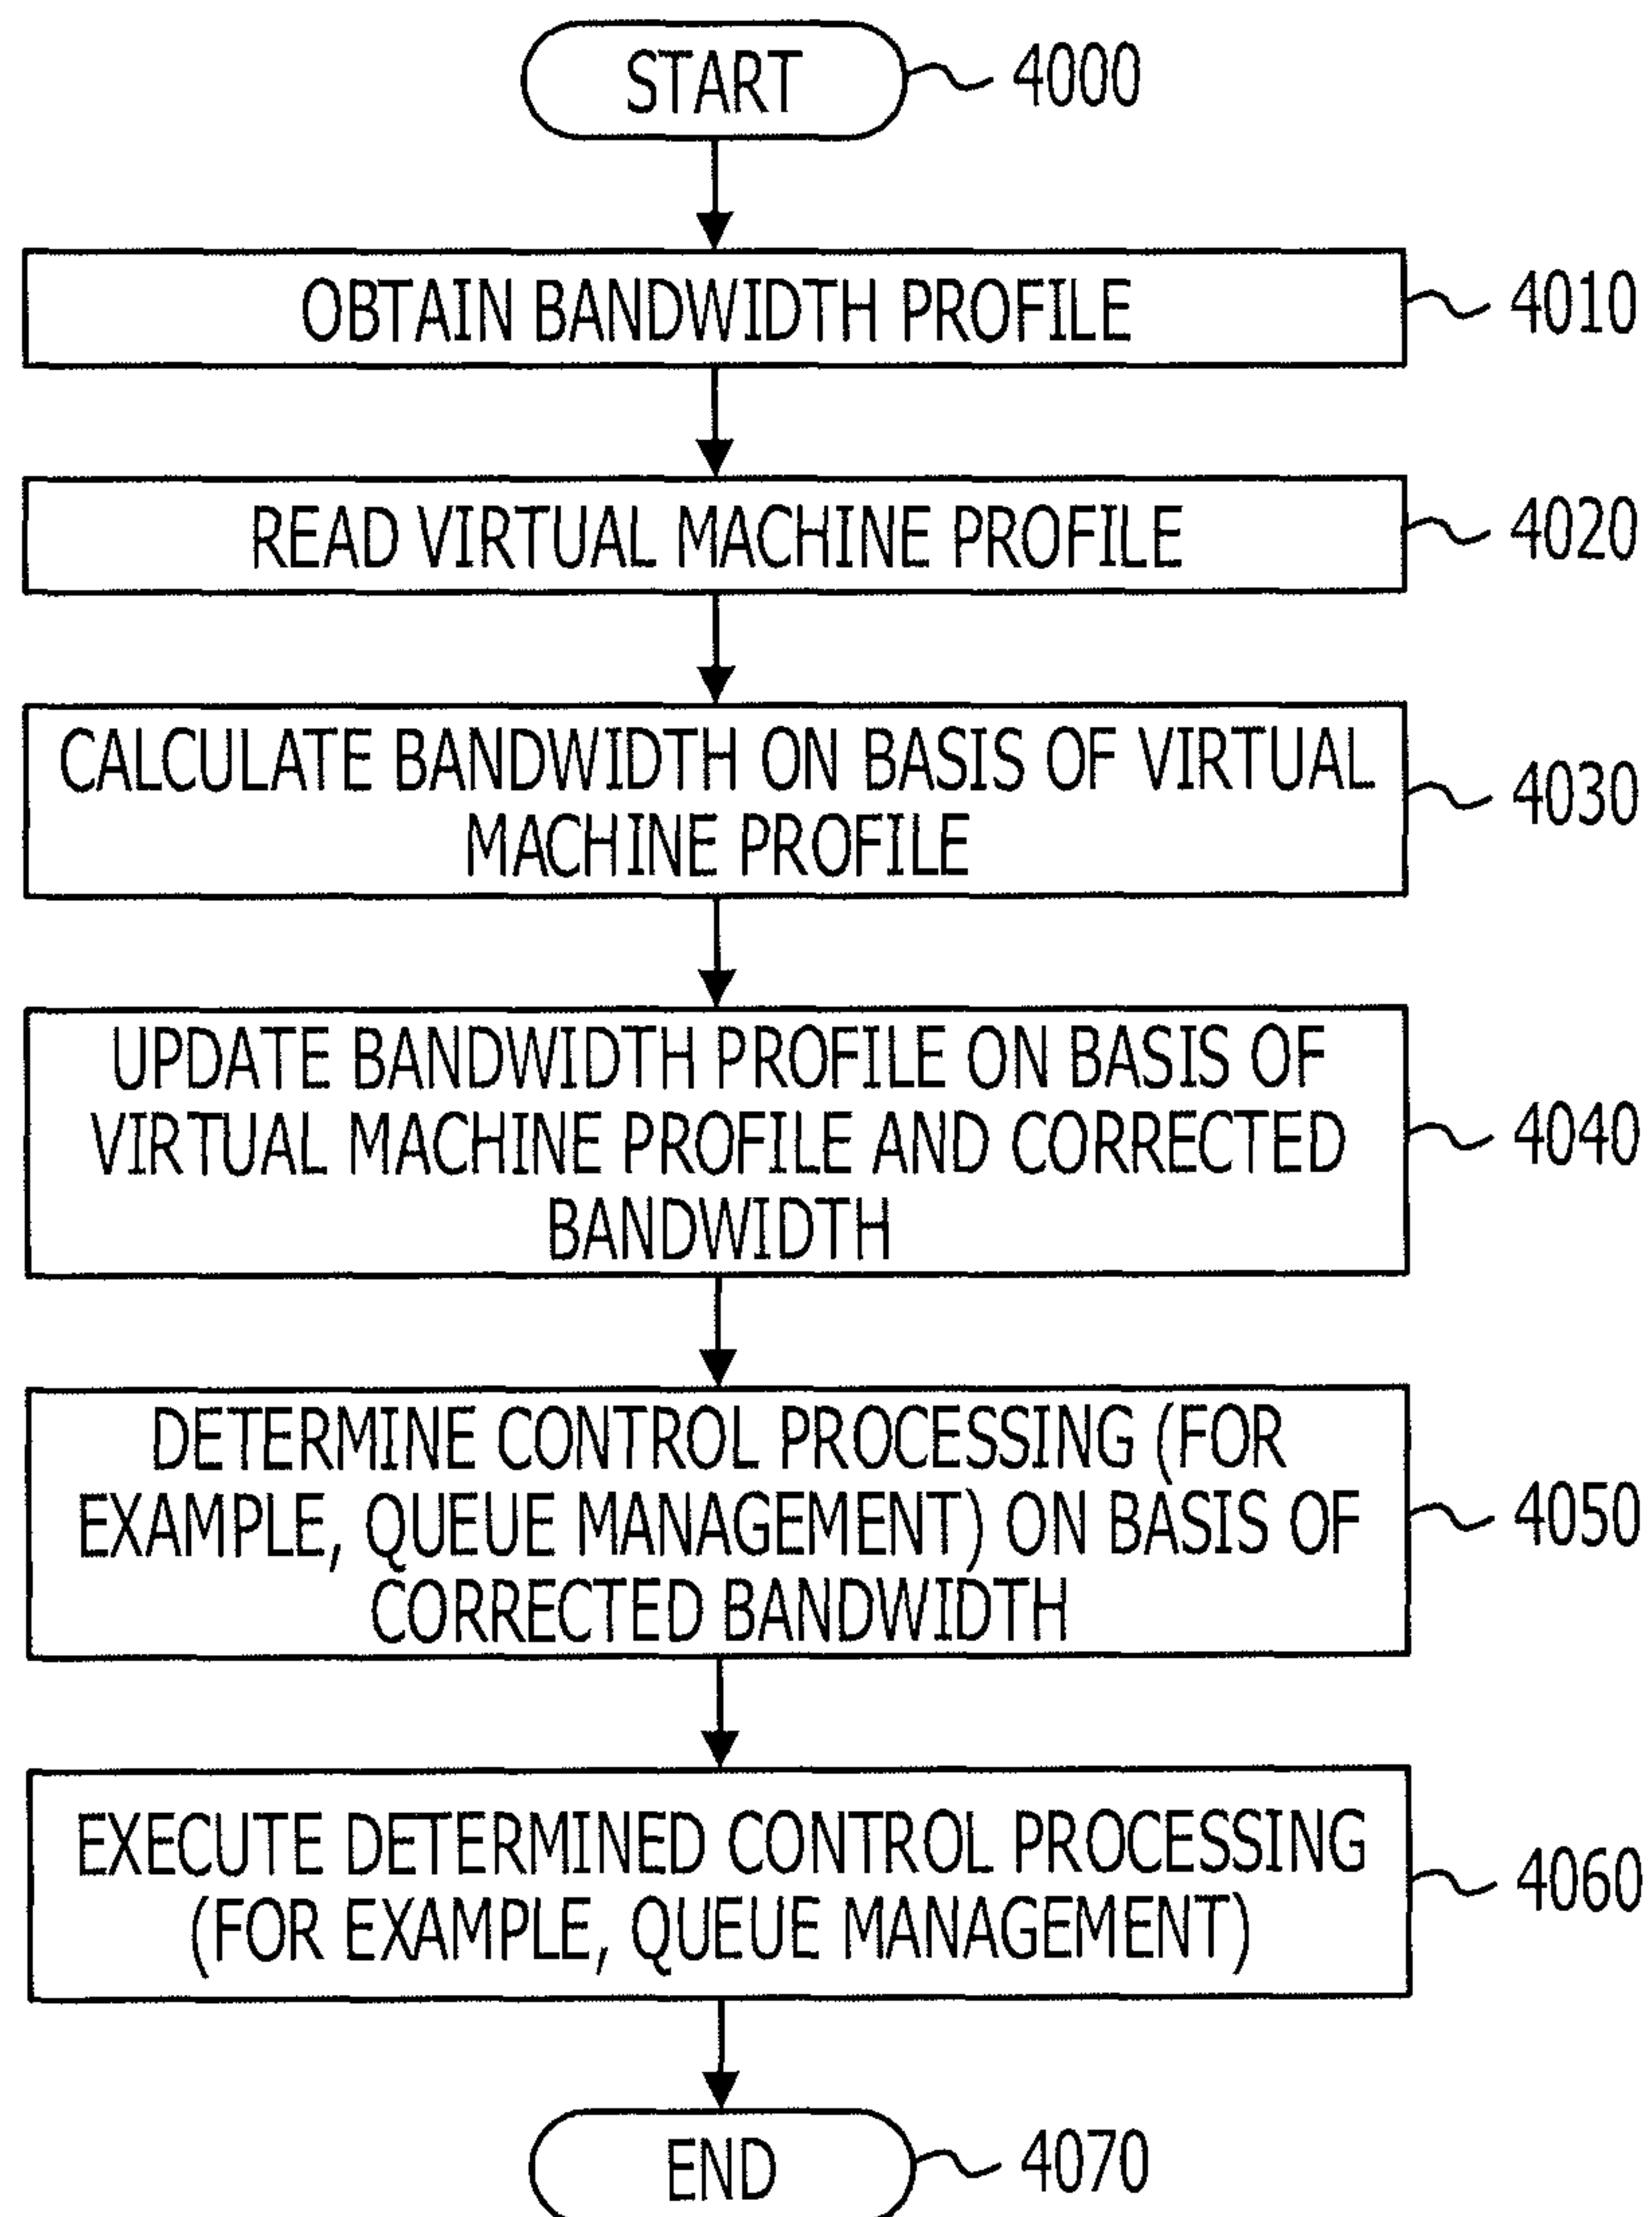 START
4000
OBTAIN BANDWIDTH PROFILE
4010
READ VIRTUAL MACHINE PROFILE
4020
CALCULATE BANDWIDTH ON BASIS OF VIRTUAL
MACHINE PROFILE
4030
UPDATE BANDWIDTH PROFILE ON BASIS OF
VIRTUAL MACHINE PROFILE AND CORRECTED
BANDWIDTH
4040
DETERMINE CONTROL PROCESSING (FOR
EXAMPLE, QUEUE MANAGEMENT) ON BASIS OF
CORRECTED BANDWIDTH
4050
EXECUTE DETERMINED CONTROL PROCESSING
(FOR EXAMPLE, QUEUE MANAGEMENT)
4060
END
4070